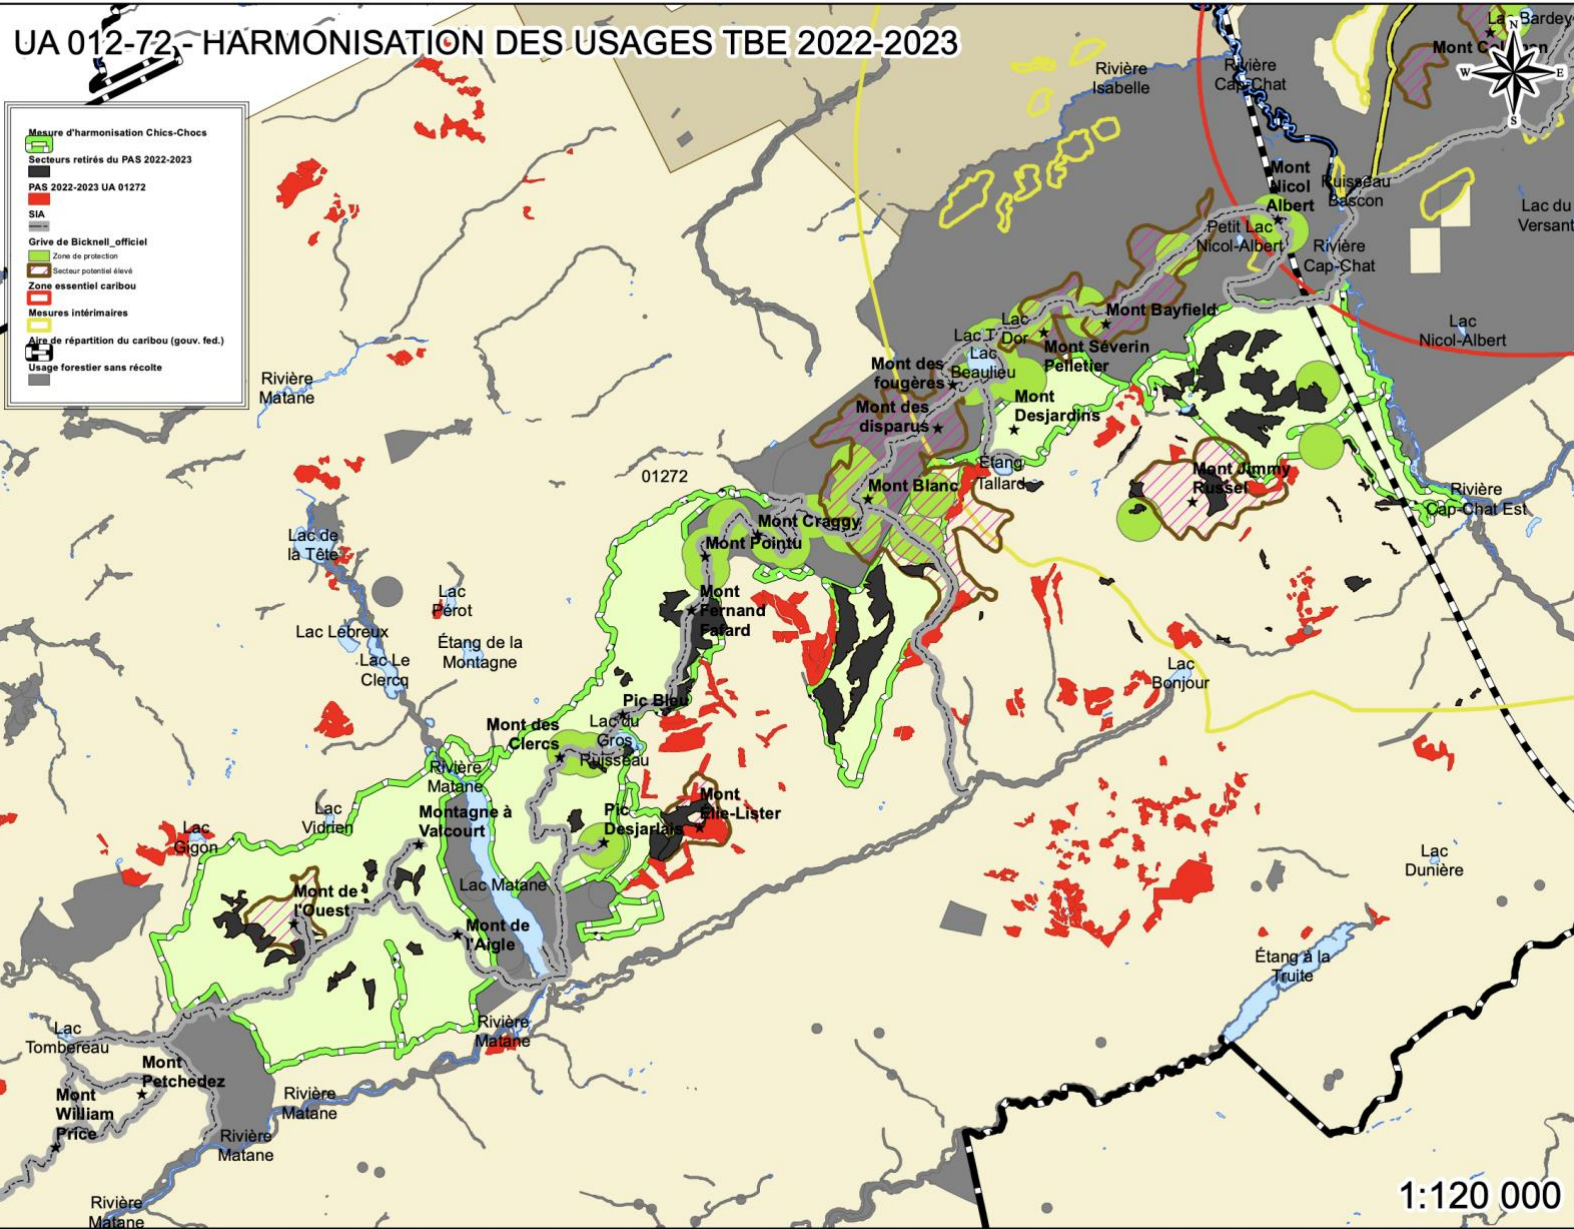 UA 012-72 - HARMONISATION DES USAGES TBE 2022-2023
Mesure d'harmonisation Chics-Chocs
Secteurs retirés du PAS 2022-2023
PAS 2022-2023 UA 01272
SIA
Grive de Bicknell_officiel
Zone de protection
Secteur potentiel élevé
Zone essentiel caribou
Mesures intérimaires
Aire de répartition du caribou (gouv. fed.)
Usage forestier sans récolte
Lac Bardey
Mont
N
W
E
S
Rivière
Isabelle
Rivière
Cap-Chat
Mont
Nicol
Albert
Ruisseau
Bascon
Lac du
Versant
Petit Lac
Nicol-Albert
Rivière
Cap-Chat
Lac
Nicol-Albert
Mont Bayfield
Lac
Dor
Lac
Beaulieu
Mont Séverin
Pelletier
Mont des
fougères
Mont
Desjardins
Mont des
disparus
Rivière
Matane
01272
Étang
Tallard
Mont Jimmy
Russel
Mont Blanc
Rivière
Cap-Chat Est
Mont Craggy
Mont Pointu
Lac de
la Tête
Lac
Pérot
Mont
Fernand
Fafard
Lac Lebreux
Étang de la
Montagne
Lac Le
Clercq
Lac
Bonjour
Pic Bleu
Mont des
Clercs
Lac du
Gros
Ruisseau
Rivière
Matane
Mont
Élie-Lister
Montagne à
Valcourt
Pic
Desjarlais
Lac
Vidrien
Lac
Gigon
Lac
Dunière
Lac Matane
Mont de
l'Ouest
Mont de
l'Aigle
Étang à la
Truite
Rivière
Matane
Lac
Tombereau
Mont
Petchedez
Mont
William
Price
Rivière
Matane
Rivière
Matane
Rivière
Matane
1:120 000